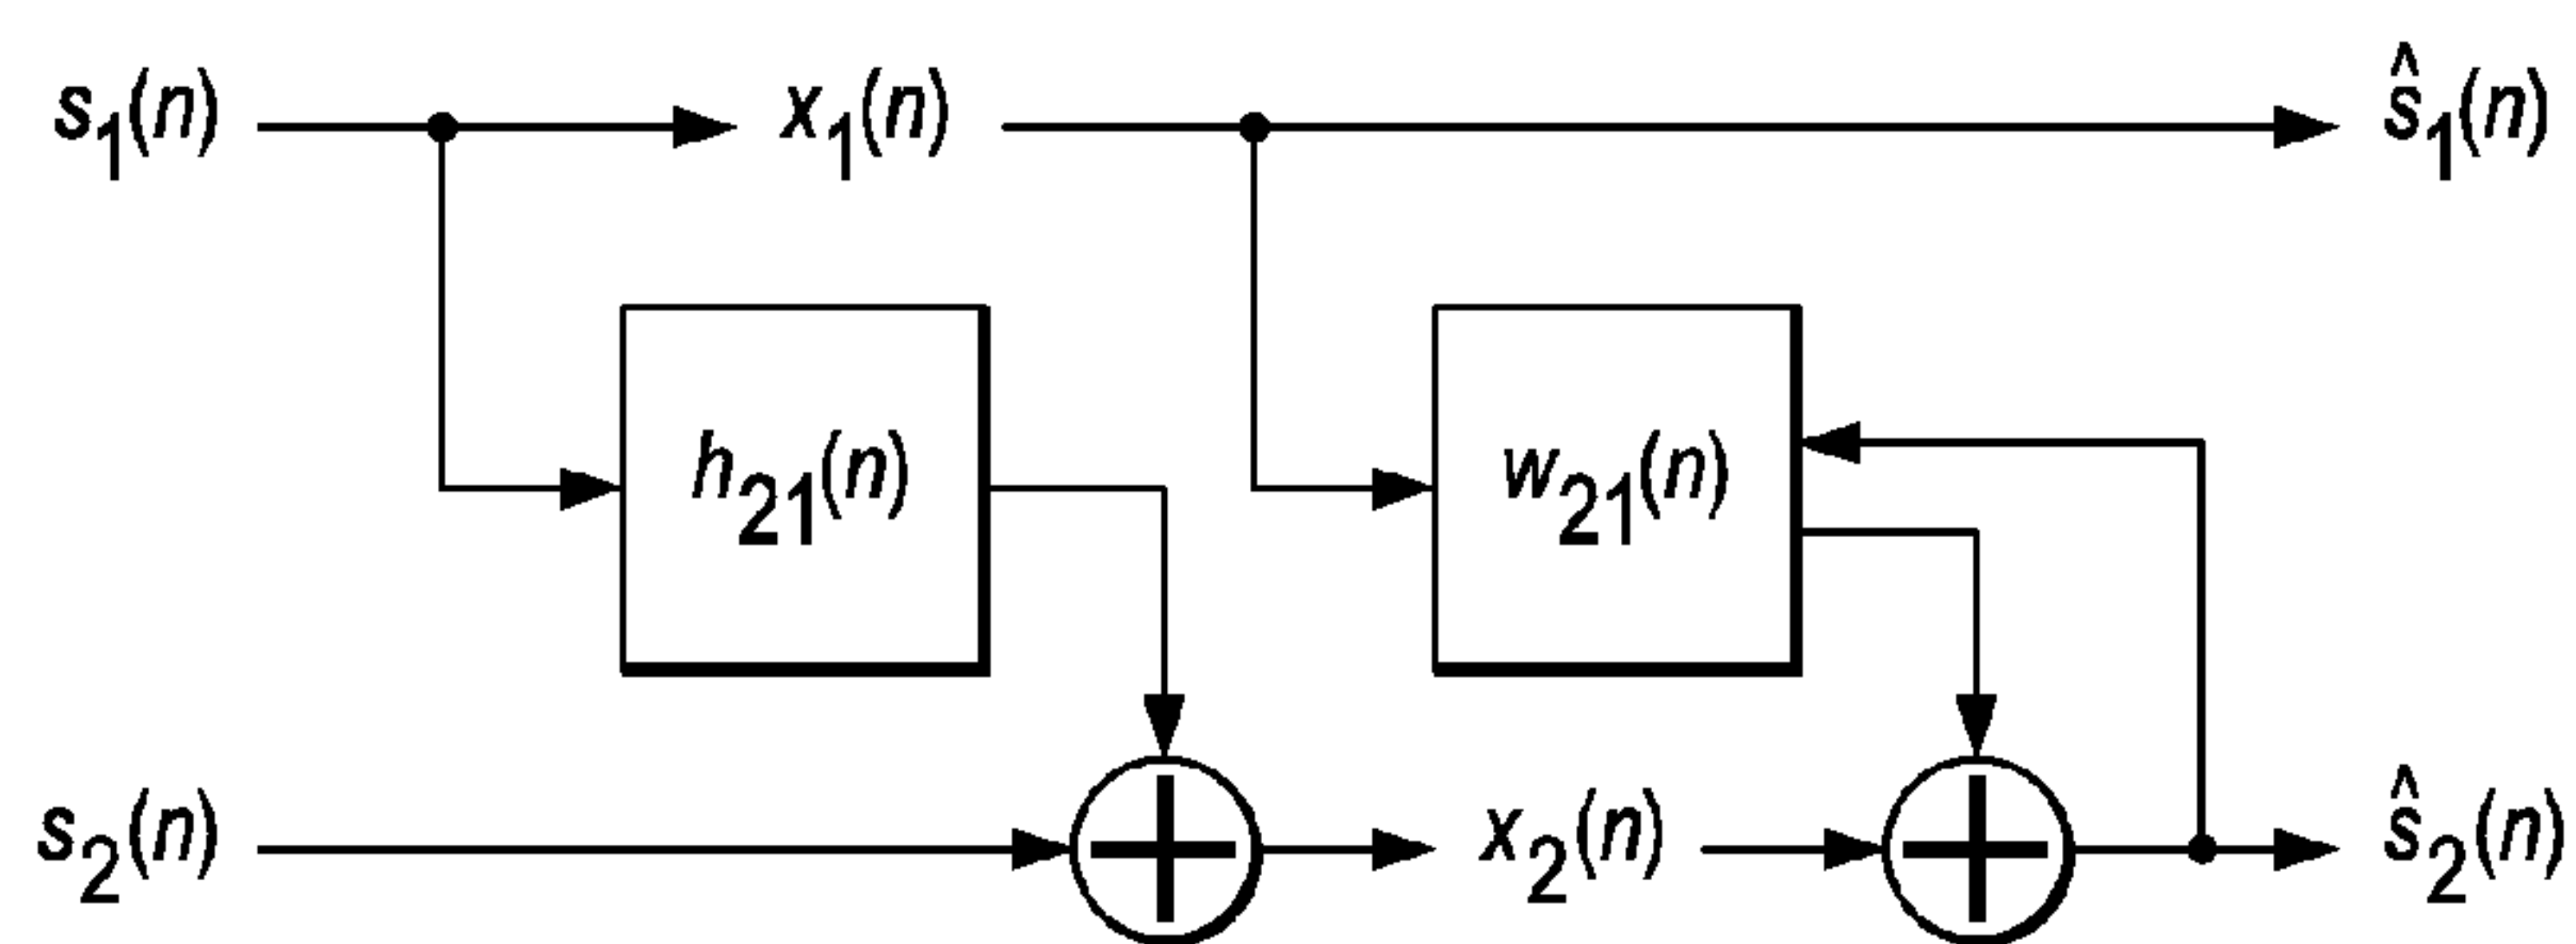 s₁(n) x₁(n) ŝ₁(n)
h₂₁(n) w₂₁(n)
s₂(n) x₂(n) ŝ₂(n)